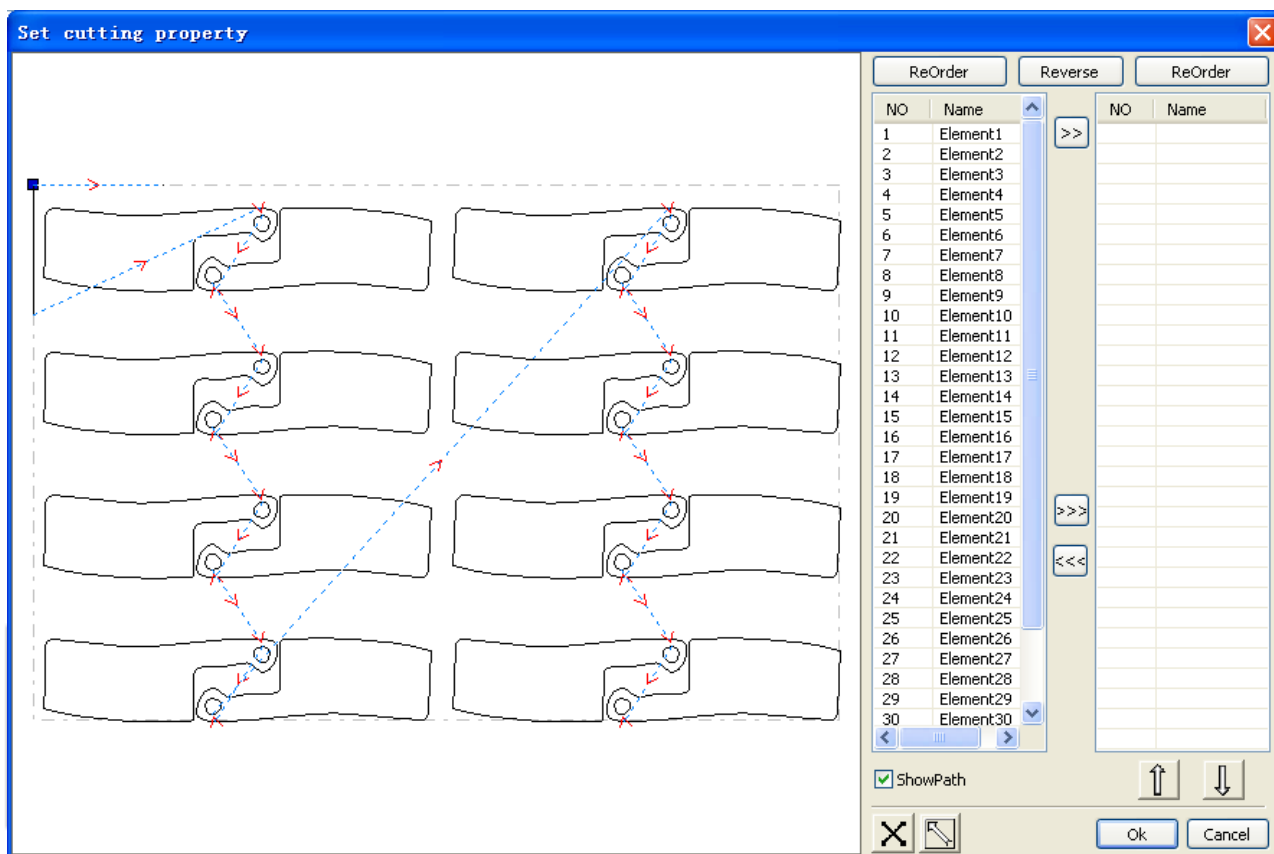 Set cutting property
ReOrder Reverse ReOrder
NO Name >> NO Name
1 Element1
2 Element2
3 Element3
4 Element4
5 Element5
6 Element6
7 Element7
8 Element8
9 Element9
10 Element10
11 Element11
12 Element12
13 Element13
14 Element14
15 Element15
16 Element16
17 Element17
18 Element18
19 Element19
20 Element20 >>>
21 Element21
22 Element22 <<<
23 Element23
24 Element24
25 Element25
26 Element26
27 Element27
28 Element28
29 Element29
30 Element30
ShowPath
Ok Cancel